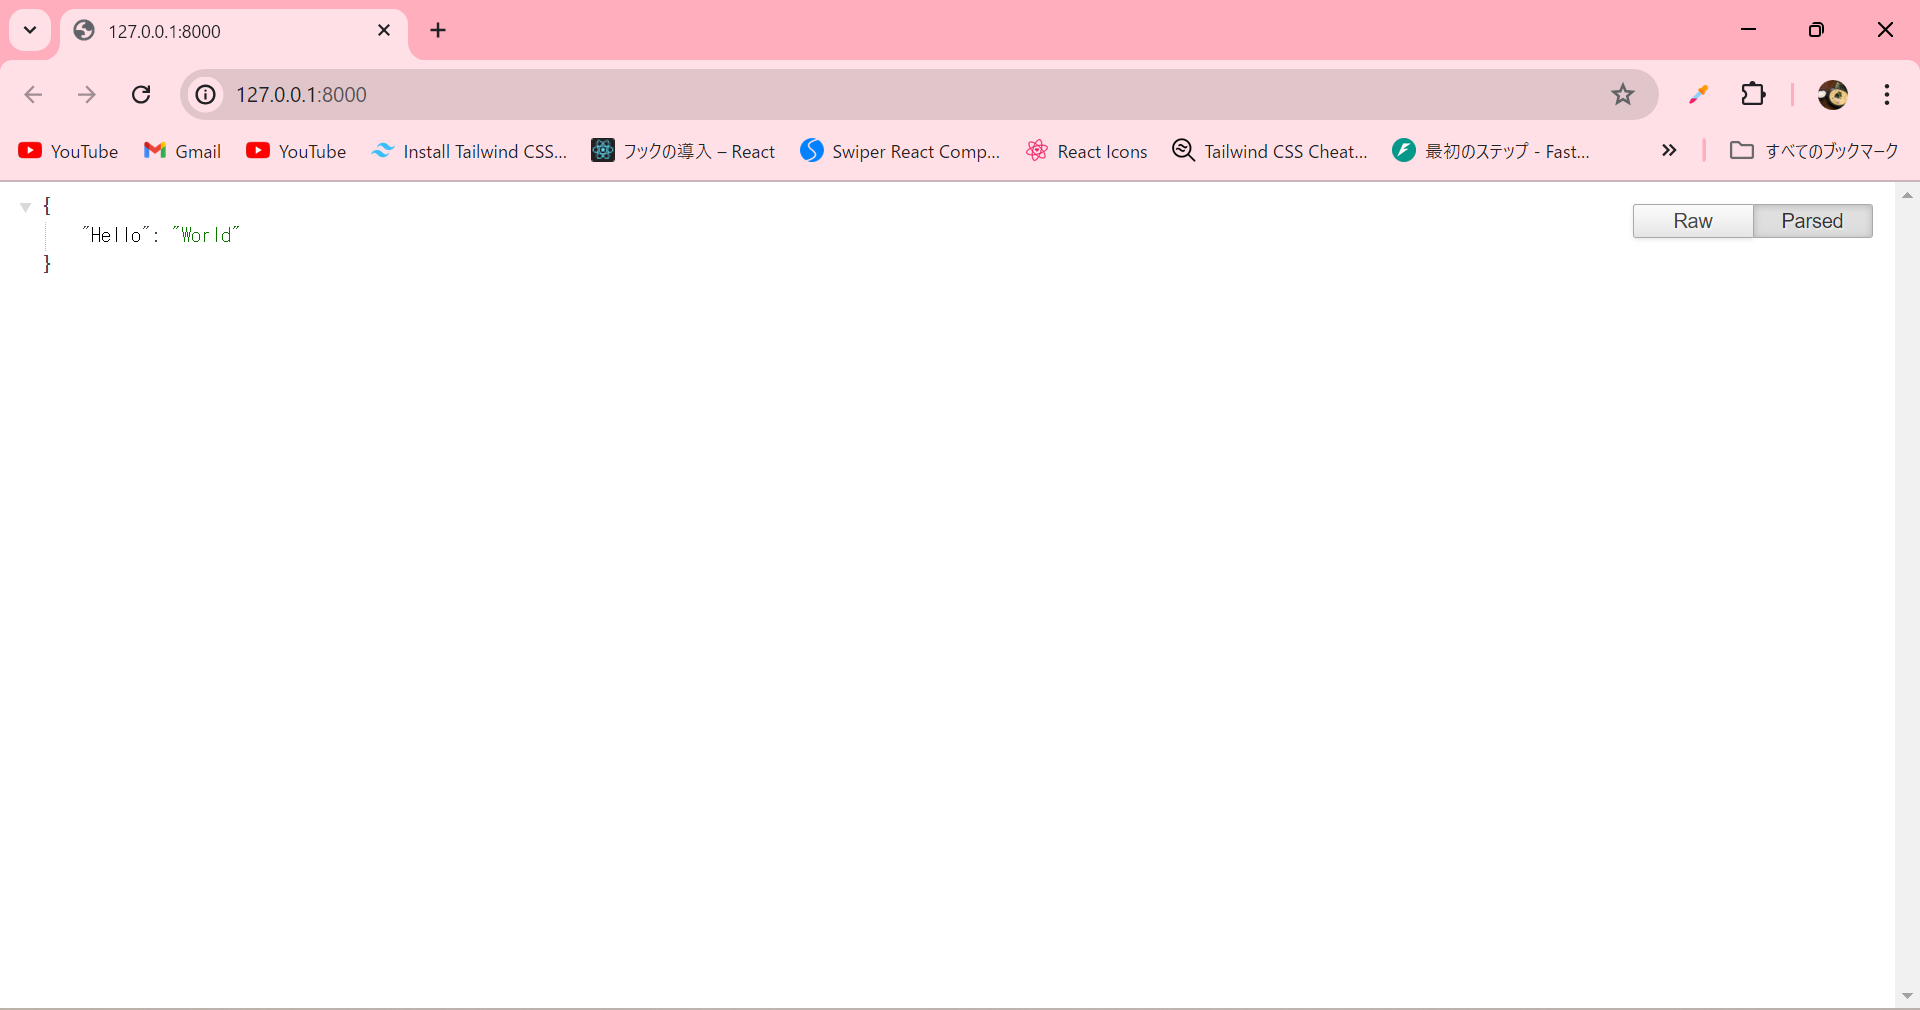 127.0.0.1:8000
127.0.0.1:8000
YouTube Gmail YouTube Install Tailwind CSS... フックの導入 – React Swiper React Comp... React Icons Tailwind CSS Cheat... 最初のステップ - Fast... すべてのブックマーク
{
"Hello": "World"
}
Raw Parsed